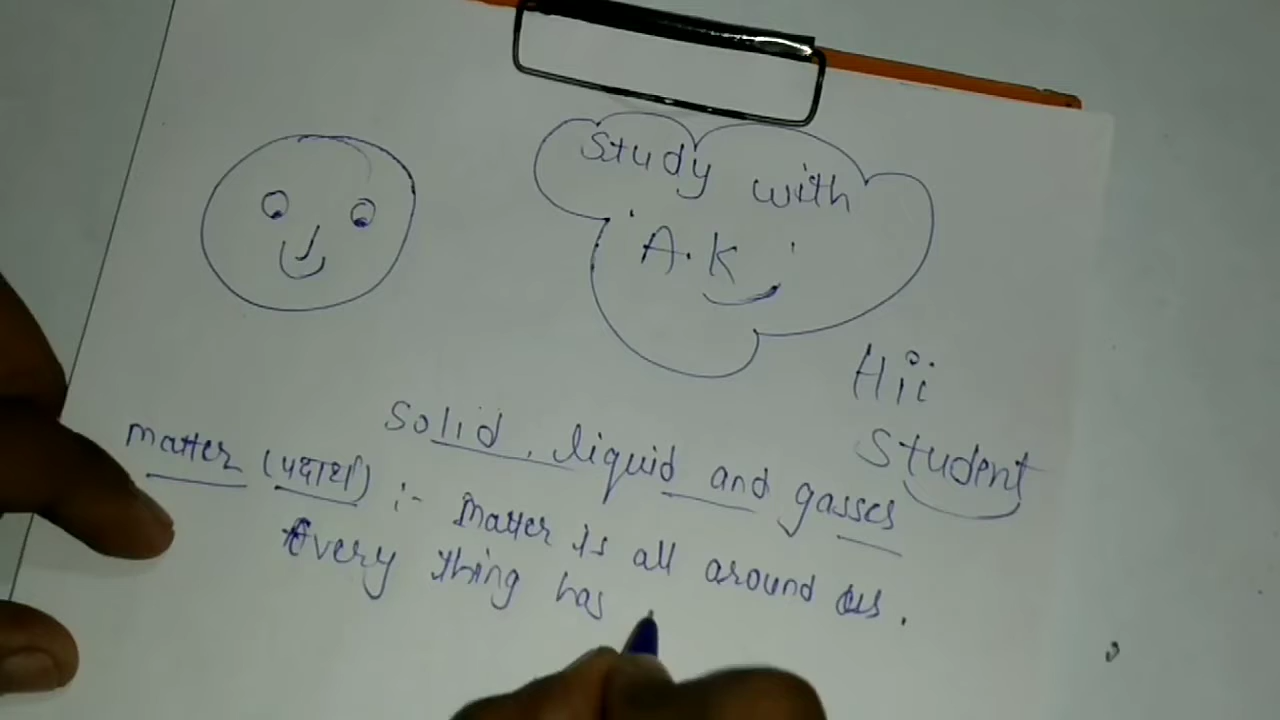 Study with
'A.K'
Hii
Student
Solid, liquid and gasses
Matter (पदार्थ) :- Matter is all around us.
Every thing has